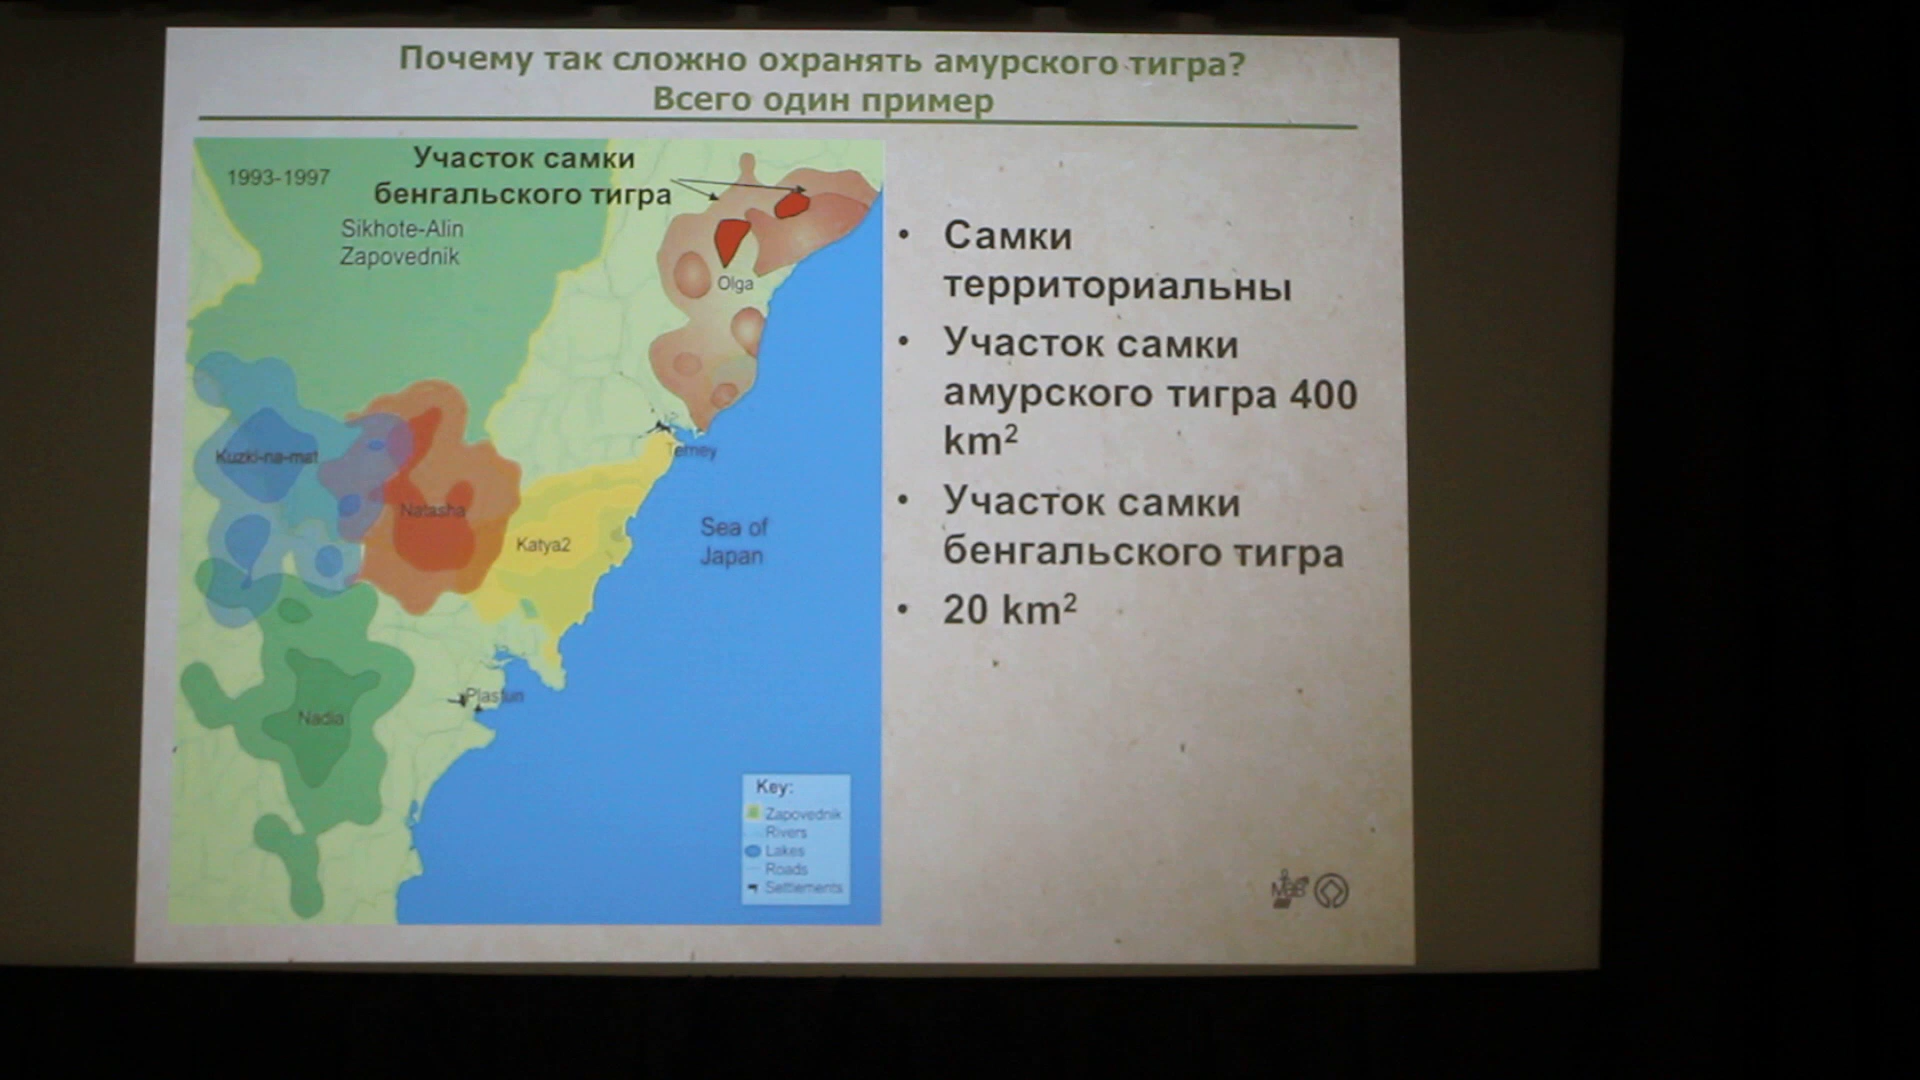 Почему так сложно охранять амурского тигра?
Всего один пример
1993-1997
Участок самки
бенгальского тигра
Sikhote-Alin
Zapovednik
Olga
Kuzki-na-mat
Natasha
Terney
Katya2
Sea of
Japan
Nadia
Plastun
Key:
Zapovednik
Rivers
Lakes
Roads
Settlements
• Самки
территориальны
• Участок самки
амурского тигра 400
km²
• Участок самки
бенгальского тигра
• 20 km²